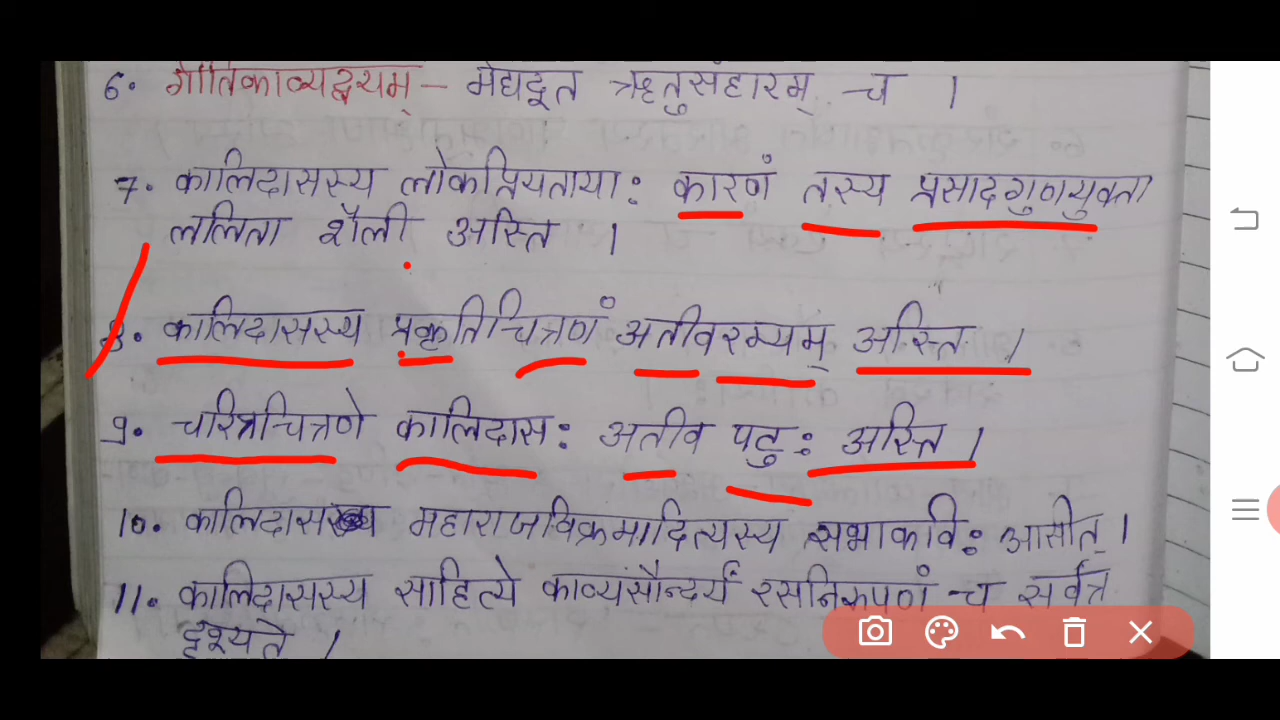 6. गीतिकाव्यद्वयम् - मेघदूत ऋतुसंहारम् च ।
7. कालिदासस्य लोकप्रियतायाः कारणं तस्य प्रसादगुणयुक्ता
ललिता शैली अस्ति ।
8. कालिदासस्य प्रकृतिचित्रणं अतीवरम्यम् अस्ति ।
9. चरित्रचित्रणे कालिदासः अतीव पटुः अस्ति ।
10. कालिदासस्य महाराजविक्रमादित्यस्य सभाकविः आसीत् ।
11. कालिदासस्य साहित्ये काव्यसौन्दर्यं रसनिरूपणं च सर्वत्र
दृश्यते ।